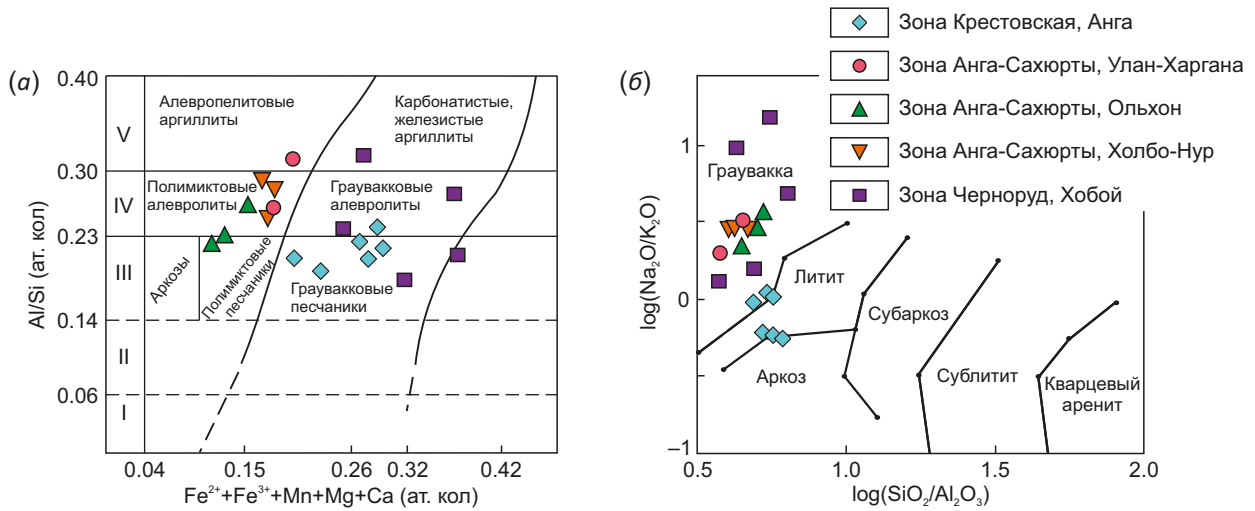 (а)
0.40
0.30
0.23
0.14
0.06
Al/Si (ат. кол)
V
IV
III
II
I
Алевропелитовые
аргиллиты
Карбонатистые,
железистые
аргиллиты
Полимиктовые
алевролиты
Граувакковые
алевролиты
Аркозы
Полимиктовые
песчаники
Граувакковые
песчаники
0.04
0.15
0.26
0.32
0.42
Fe²⁺+Fe³⁺+Mn+Mg+Ca (ат. кол)
(б)
Зона Крестовская, Анга
Зона Анга-Сахюрты, Улан-Харгана
Зона Анга-Сахюрты, Ольхон
Зона Анга-Сахюрты, Холбо-Нур
Зона Черноруд, Хобой
1
0
–1
log(Na₂O/K₂O)
Граувакка
Литит
Субаркоз
Аркоз
Сублитит
Кварцевый
аренит
0.5
1.0
1.5
2.0
log(SiO₂/Al₂O₃)